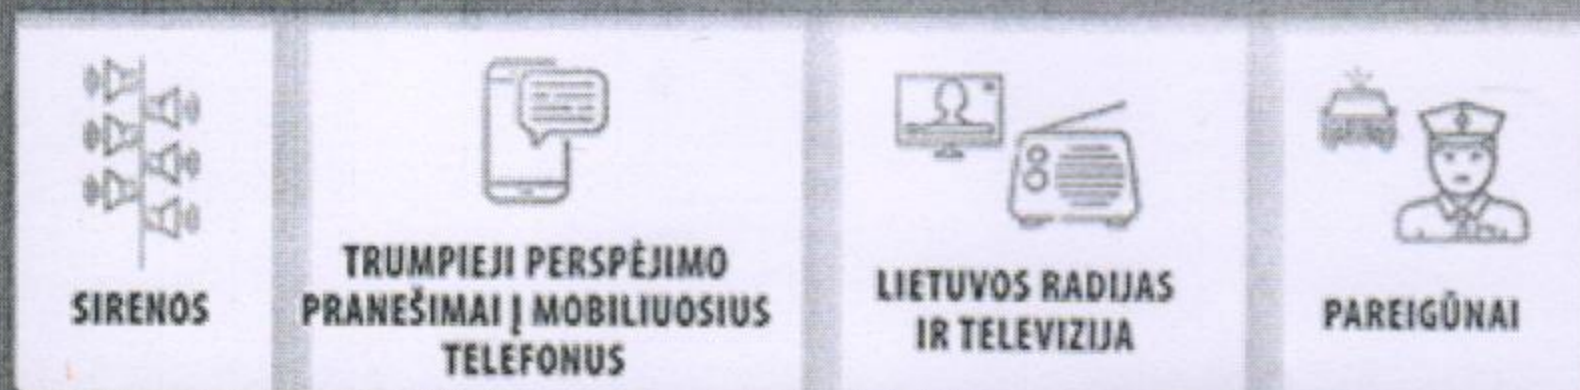 SIRENOS
TRUMPIEJI PERSPĖJIMO
PRANEŠIMAI Į MOBILIUOSIUS
TELEFONUS
LIETUVOS RADIJAS
IR TELEVIZIJA
PAREIGŪNAI